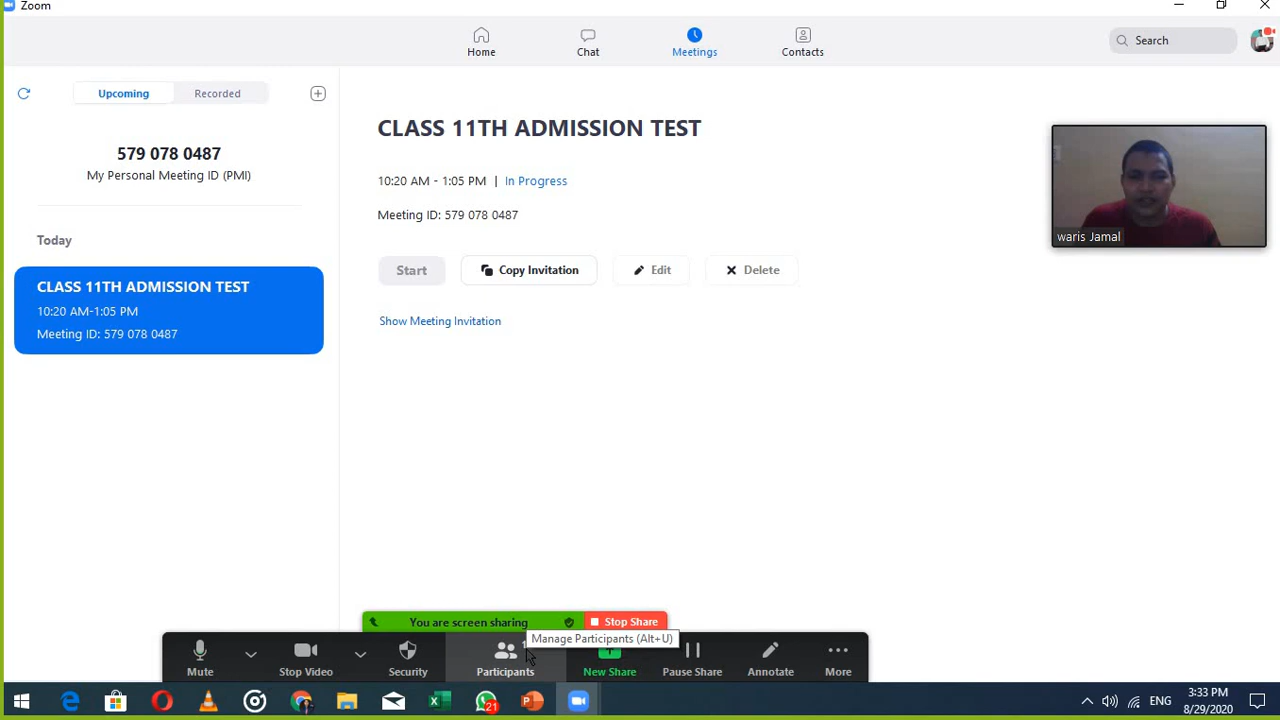 Zoom
Home
Chat
Meetings
Contacts
Search
Upcoming
Recorded
579 078 0487
My Personal Meeting ID (PMI)
Today
CLASS 11TH ADMISSION TEST
10:20 AM-1:05 PM
Meeting ID: 579 078 0487
CLASS 11TH ADMISSION TEST
10:20 AM - 1:05 PM | In Progress
Meeting ID: 579 078 0487
Start
Copy Invitation
Edit
Delete
Show Meeting Invitation
waris Jamal
You are screen sharing
Stop Share
Manage Participants (Alt+U)
Mute
Stop Video
Security
Participants
New Share
Pause Share
Annotate
More
21
ENG
3:33 PM
8/29/2020